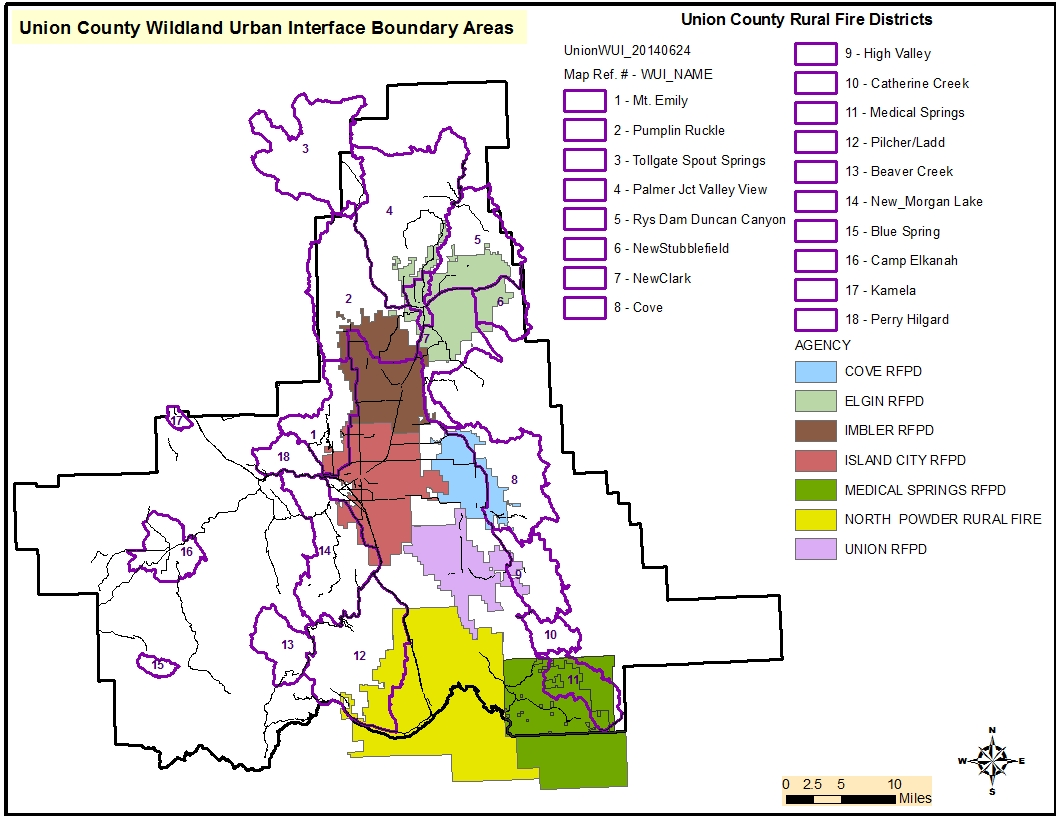 Union County Wildland Urban Interface Boundary Areas
Union County Rural Fire Districts
UnionWUI_20140624
Map Ref. # - WUI_NAME
1 - Mt. Emily
2 - Pumplin Ruckle
3 - Tollgate Spout Springs
4 - Palmer Jct Valley View
5 - Rys Dam Duncan Canyon
6 - NewStubblefield
7 - NewClark
8 - Cove
9 - High Valley
10 - Catherine Creek
11 - Medical Springs
12 - Pilcher/Ladd
13 - Beaver Creek
14 - New_Morgan Lake
15 - Blue Spring
16 - Camp Elkanah
17 - Kamela
18 - Perry Hilgard
AGENCY
COVE RFPD
ELGIN RFPD
IMBLER RFPD
ISLAND CITY RFPD
MEDICAL SPRINGS RFPD
NORTH POWDER RURAL FIRE
UNION RFPD
3
4
5
2
6
7
17
1
18
8
16
14
9
10
13
12
15
11
N
W
E
S
0 2.5 5 10
Miles